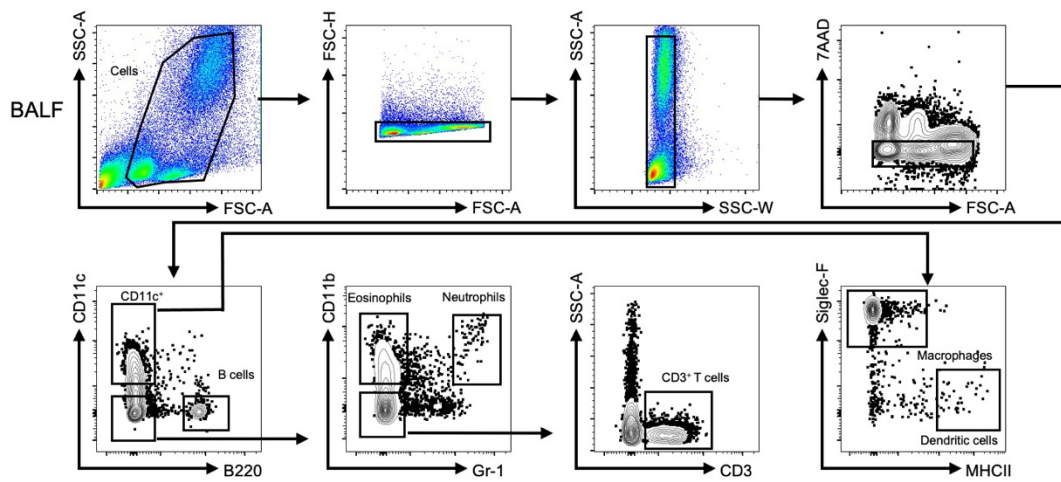 BALF
SSC-A
Cells
FSC-A
FSC-H
FSC-A
SSC-A
SSC-W
7AAD
FSC-A
CD11c
CD11c⁺
B cells
B220
CD11b
Eosinophils
Neutrophils
Gr-1
SSC-A
CD3⁺ T cells
CD3
Siglec-F
Macrophages
Dendritic cells
MHCII